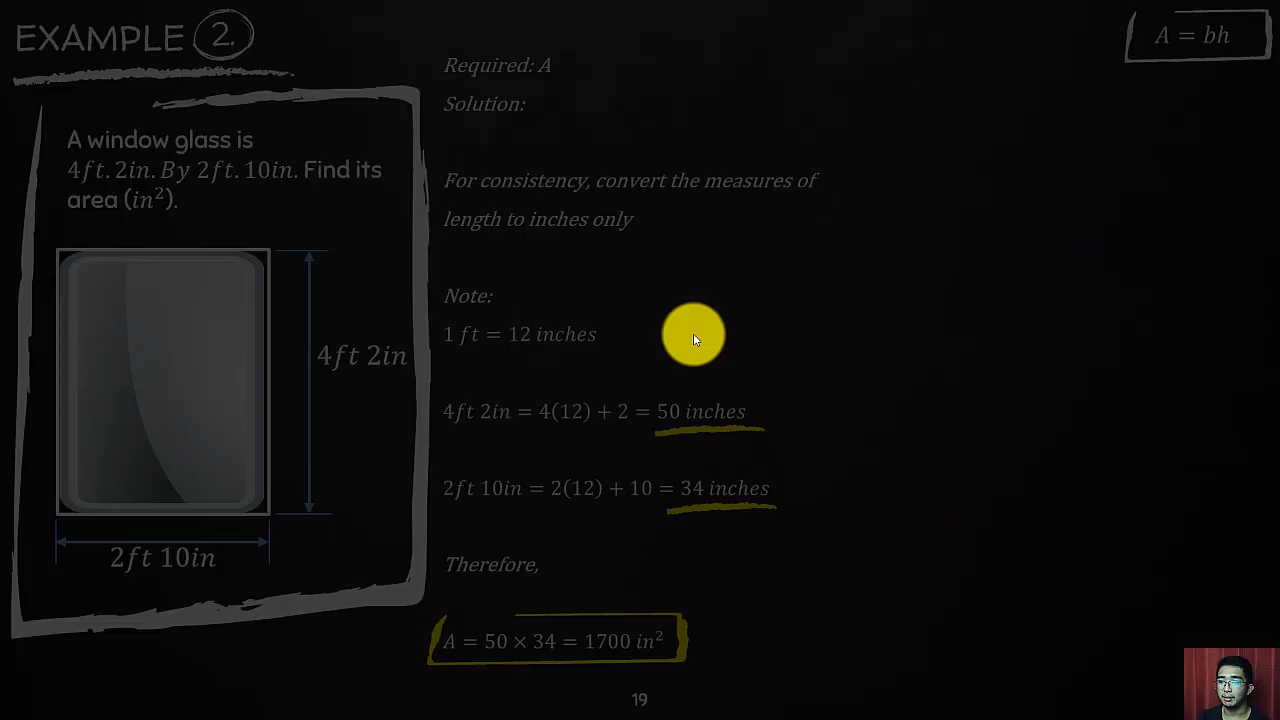 EXAMPLE 2.
A = bh
A window glass is
4ft. 2in. By 2ft. 10in. Find its
area (in²).
4ft 2in
2ft 10in
Required: A
Solution:
For consistency, convert the measures of
length to inches only
Note:
1 ft = 12 inches
4ft 2in = 4(12) + 2 = 50 inches
2ft 10in = 2(12) + 10 = 34 inches
Therefore,
A = 50 × 34 = 1700 in²
19